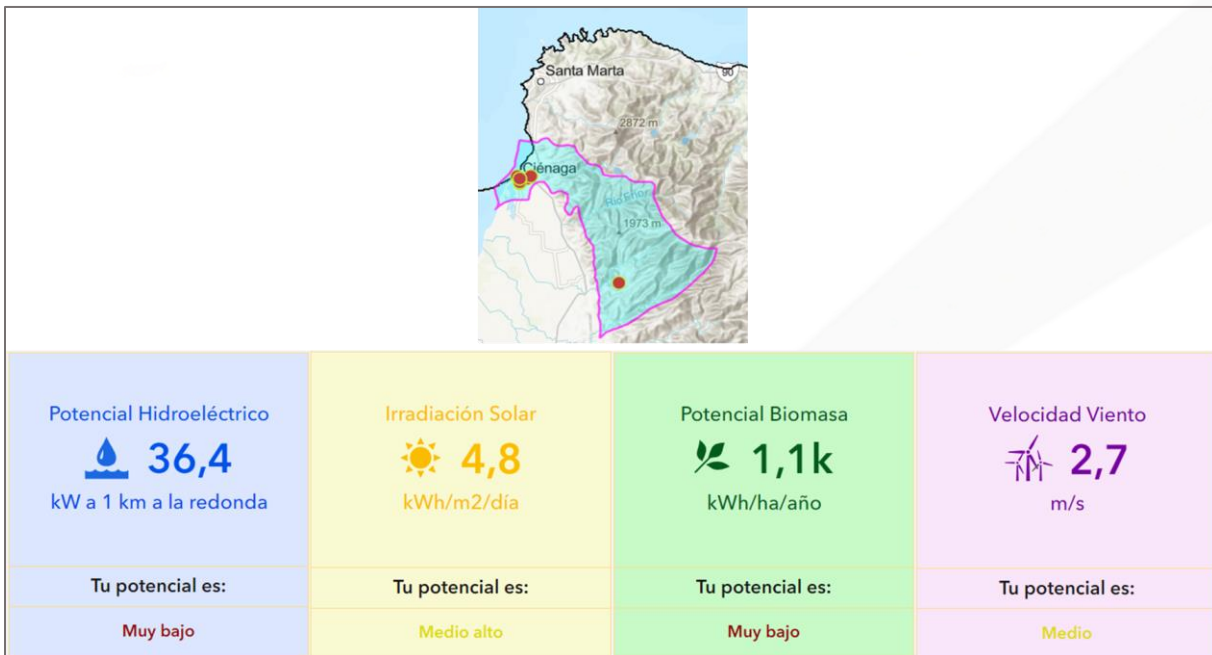 Santa Marta
90
2872 m
Ciénaga
Río Frío
1973 m
Potencial Hidroeléctrico
36,4
kW a 1 km a la redonda
Tu potencial es:
Muy bajo
Irradiación Solar
4,8
kWh/m2/día
Tu potencial es:
Medio alto
Potencial Biomasa
1,1k
kWh/ha/año
Tu potencial es:
Muy bajo
Velocidad Viento
2,7
m/s
Tu potencial es:
Medio